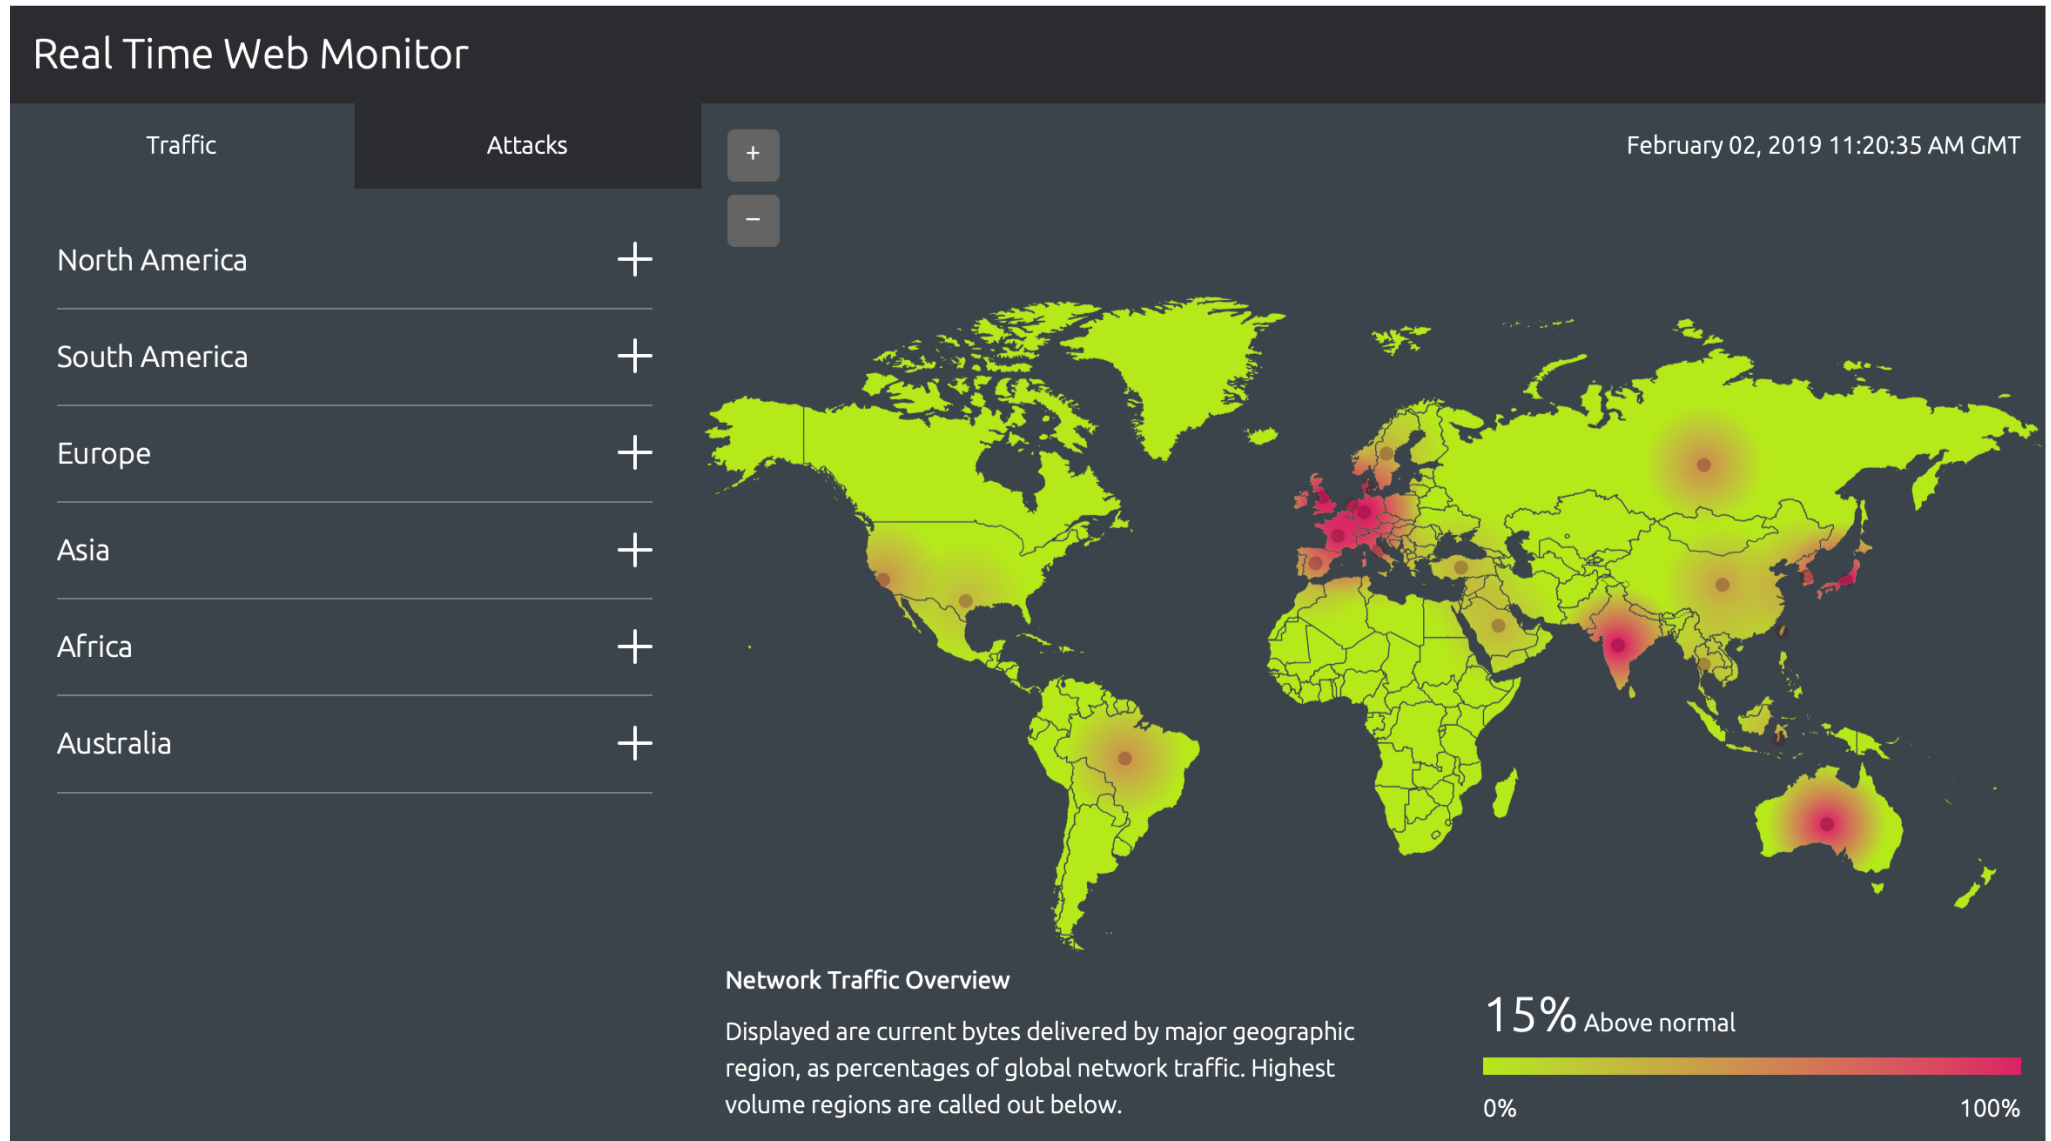 Real Time Web Monitor
Traffic
Attacks
+
February 02, 2019 11:20:35 AM GMT
−
North America
South America
Europe
Asia
Africa
Australia
Network Traffic Overview
Displayed are current bytes delivered by major geographic
region, as percentages of global network traffic. Highest
volume regions are called out below.
15% Above normal
0%
100%